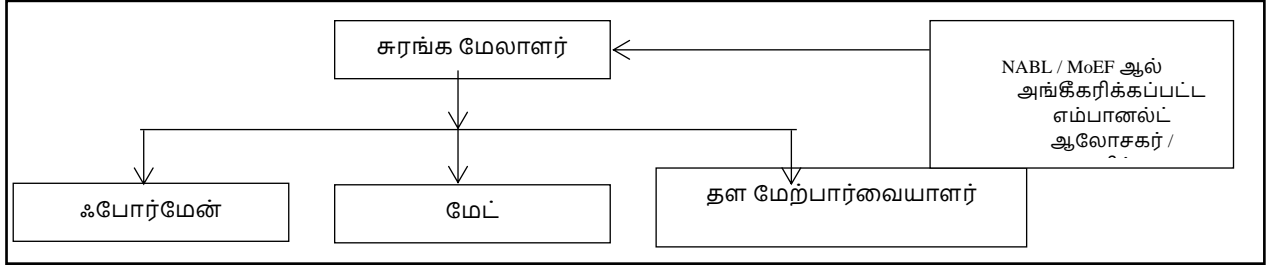 சுரங்க மேலாளர்
NABL / MoEF ஆல்
அங்கீகரிக்கப்பட்ட
எம்பானல்ட்
ஆலோசகர் /
ஃபோர்மேன்
மேட்
தள மேற்பார்வையாளர்